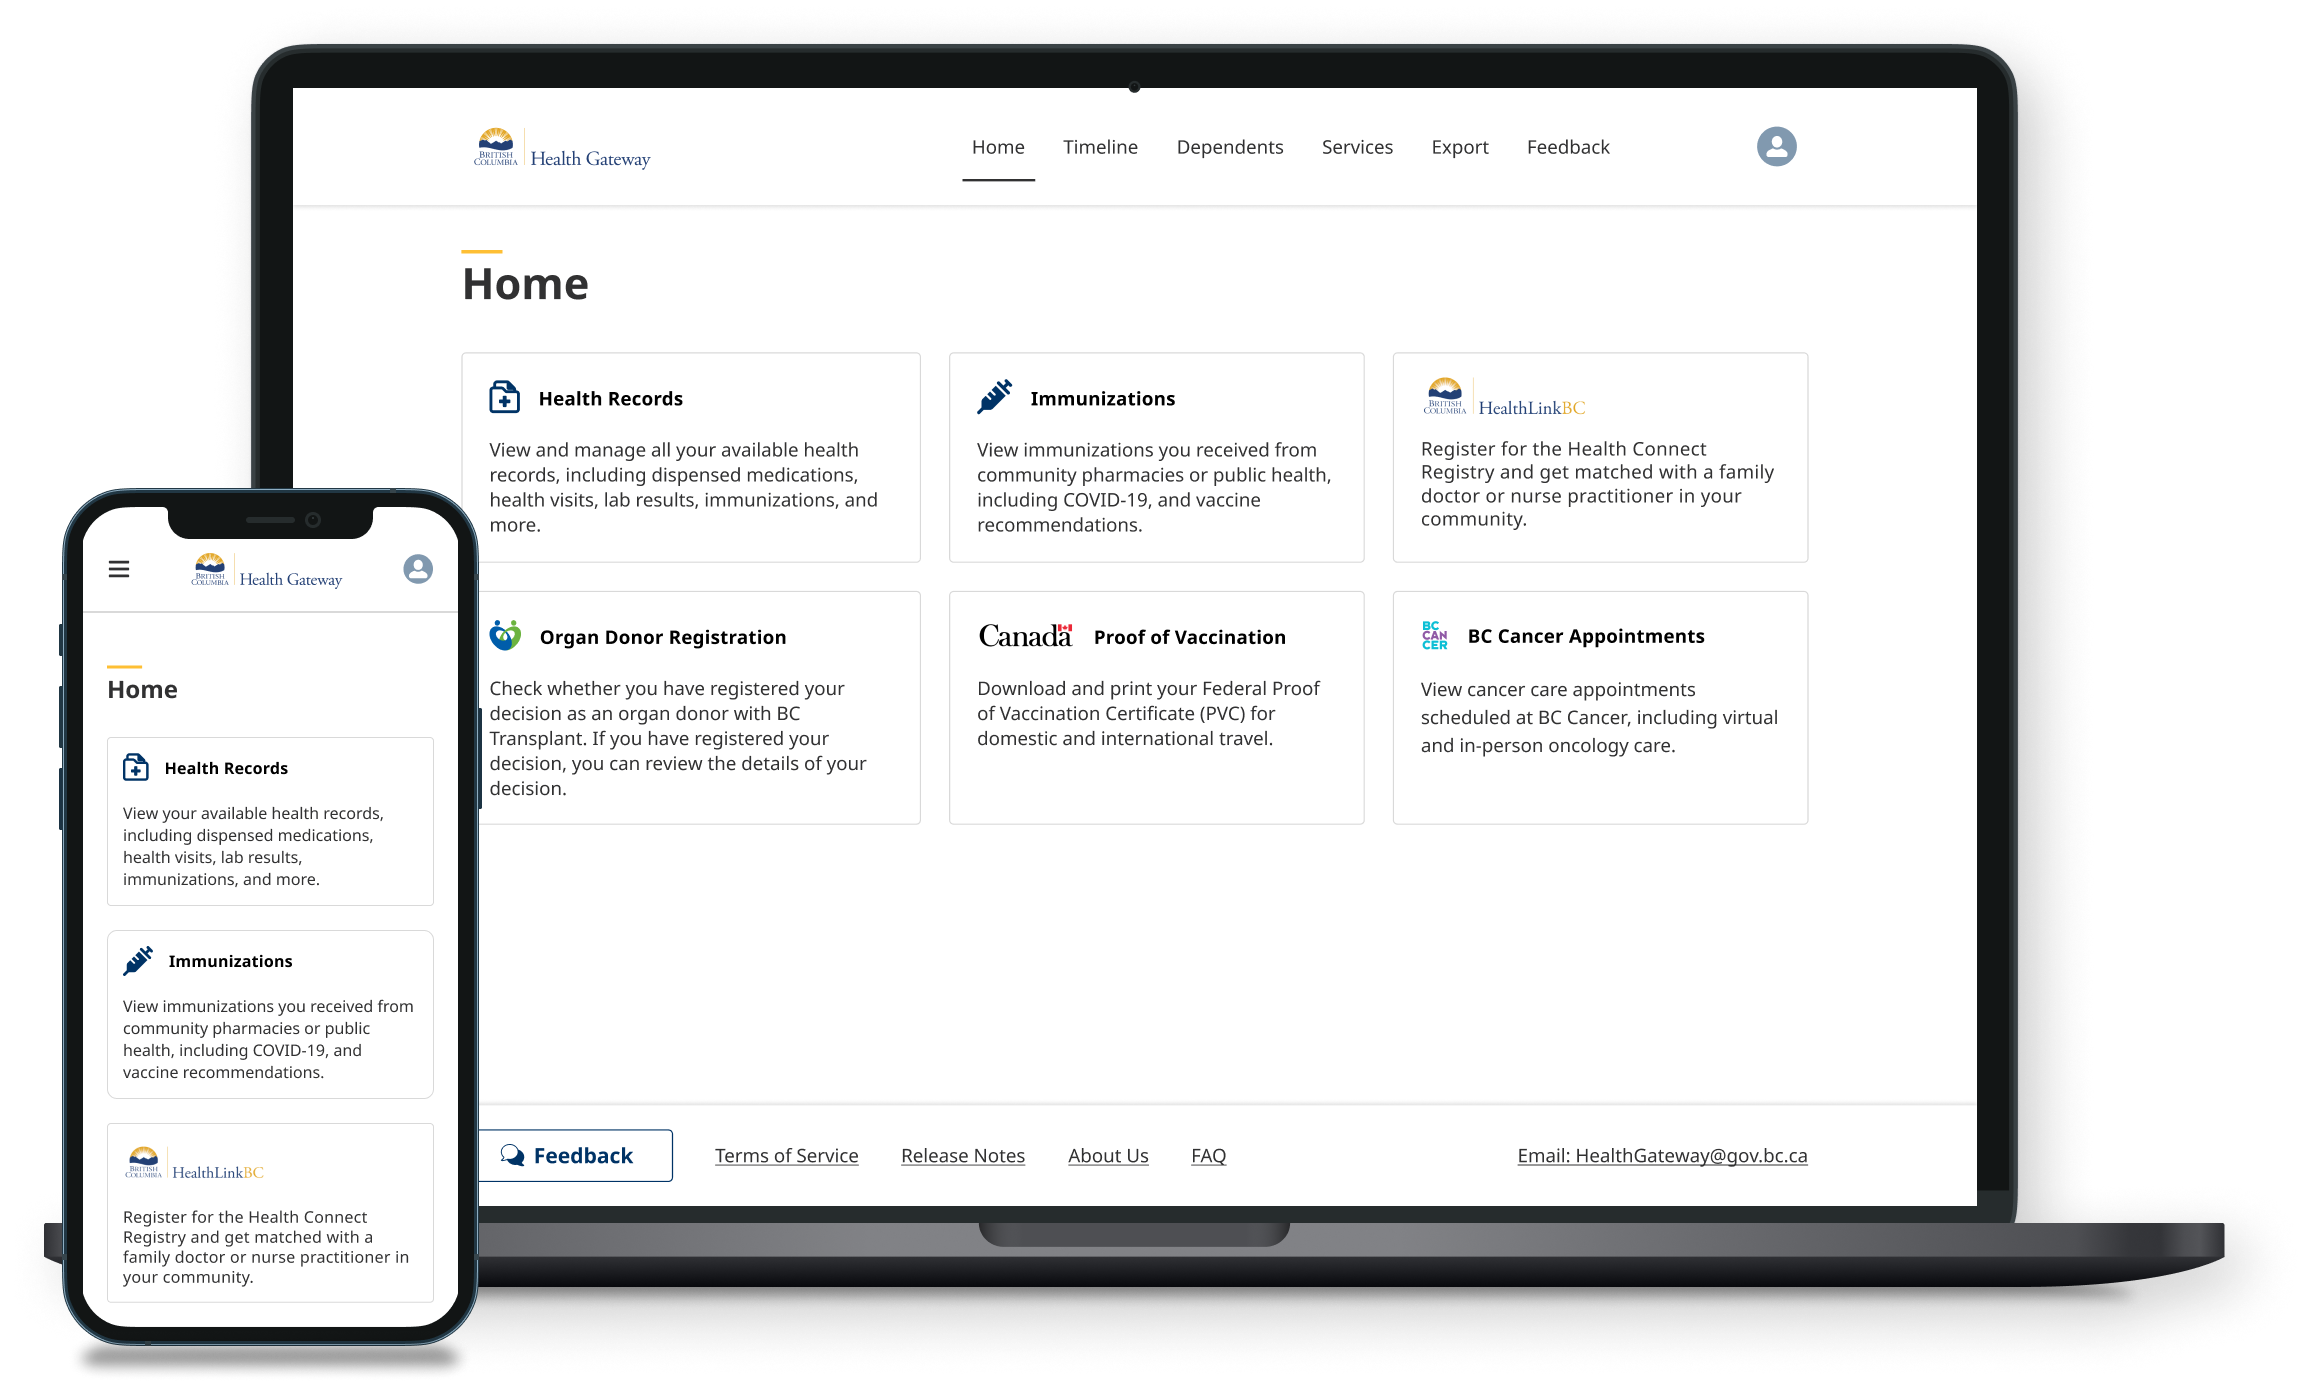 BRITISH
COLUMBIA
Health Gateway
Home
Timeline
Dependents
Services
Export
Feedback
Home
Health Records
View and manage all your available health
records, including dispensed medications,
health visits, lab results, immunizations, and
more.
Immunizations
View immunizations you received from
community pharmacies or public health,
including COVID-19, and vaccine
recommendations.
BRITISH
COLUMBIA
HealthLinkBC
Register for the Health Connect
Registry and get matched with a family
doctor or nurse practitioner in your
community.
Organ Donor Registration
Check whether you have registered your
decision as an organ donor with BC
Transplant. If you have registered your
decision, you can review the details of your
decision.
Canada
Proof of Vaccination
Download and print your Federal Proof
of Vaccination Certificate (PVC) for
domestic and international travel.
BC
CAN
CER
BC Cancer Appointments
View cancer care appointments
scheduled at BC Cancer, including virtual
and in-person oncology care.
Feedback
Terms of Service
Release Notes
About Us
FAQ
Email: HealthGateway@gov.bc.ca
BRITISH
COLUMBIA
Health Gateway
Home
Health Records
View your available health records,
including dispensed medications,
health visits, lab results,
immunizations, and more.
Immunizations
View immunizations you received from
community pharmacies or public
health, including COVID-19, and
vaccine recommendations.
BRITISH
COLUMBIA
HealthLinkBC
Register for the Health Connect
Registry and get matched with a
family doctor or nurse practitioner in
your community.